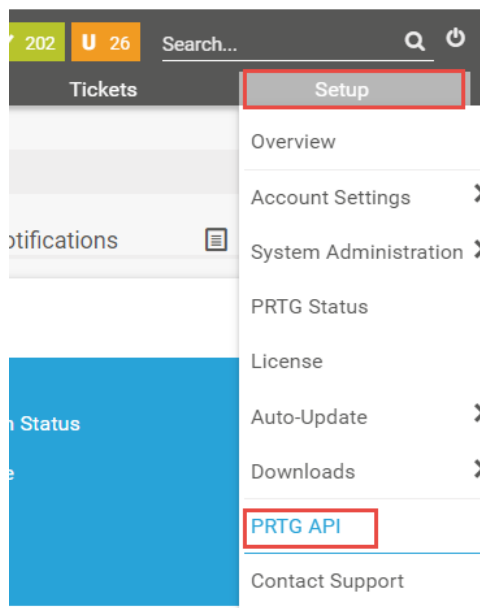 202 U 26 Search...
Tickets Setup
Overview
Account Settings
otifications
System Administration
PRTG Status
License
Auto-Update
Status
Downloads
PRTG API
Contact Support